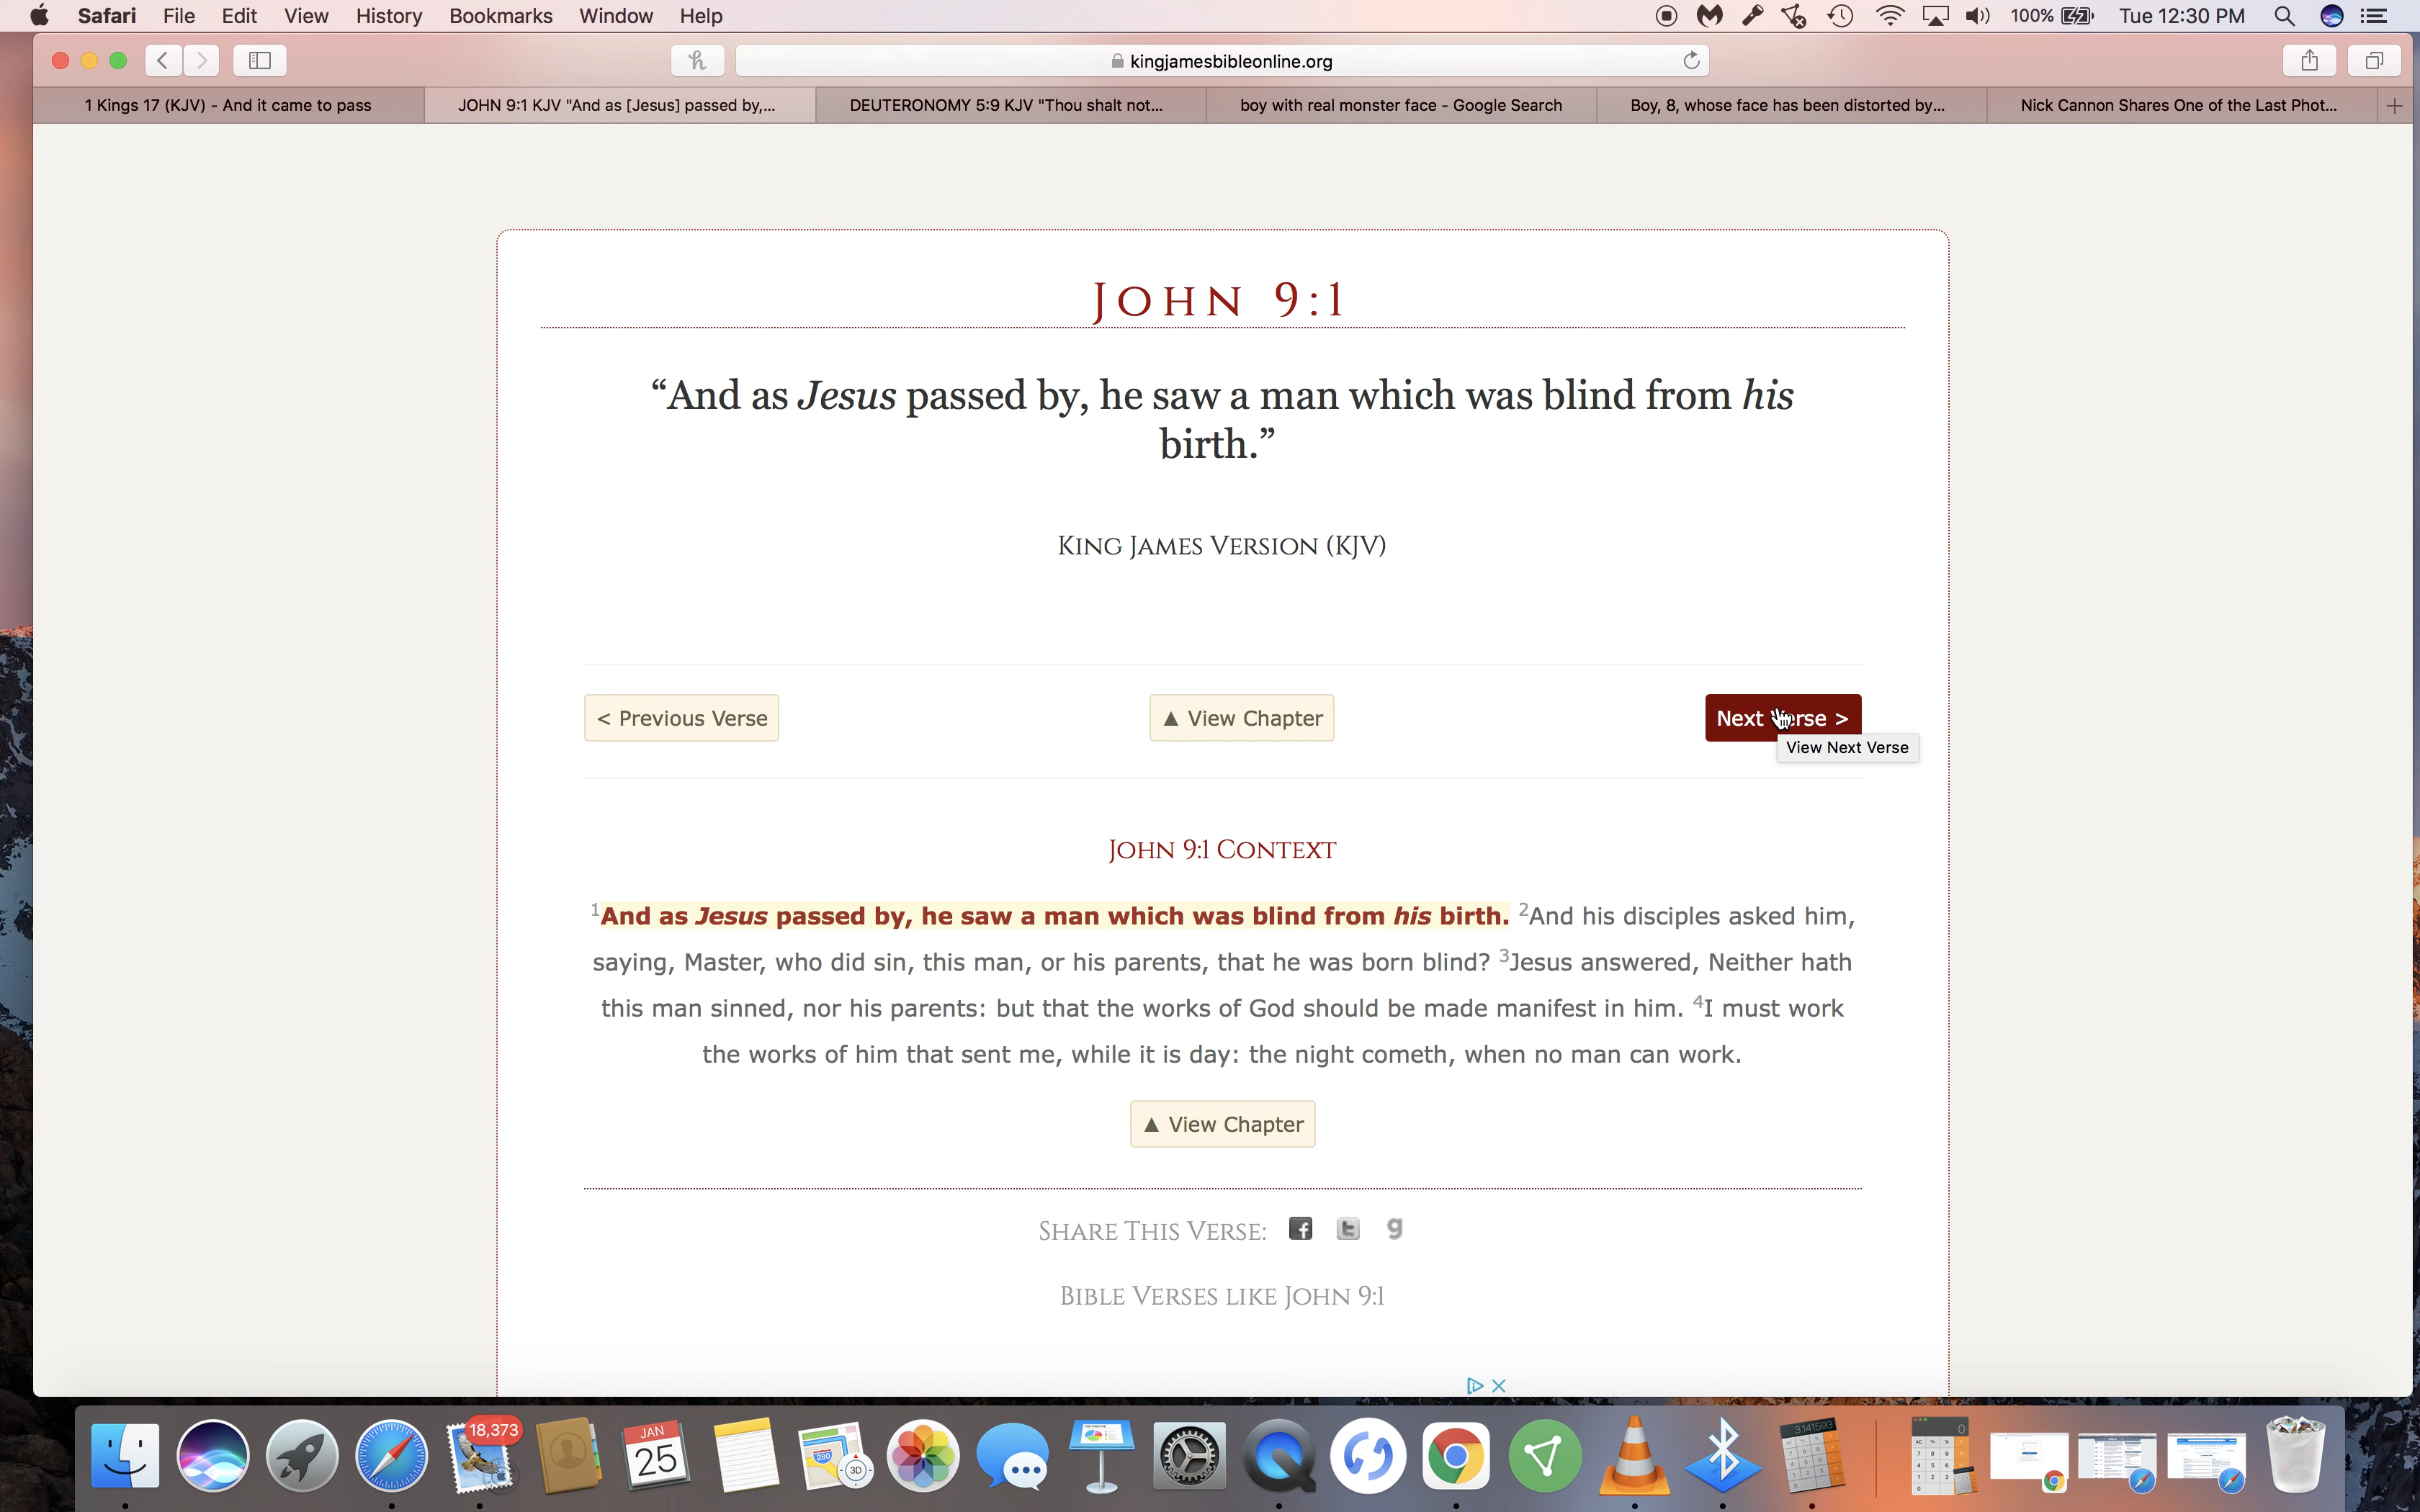 Safari File Edit View History Bookmarks Window Help 100% Tue 12:30 PM
kingjamesbibleonline.org
1 Kings 17 (KJV) - And it came to pass
JOHN 9:1 KJV "And as [Jesus] passed by,...
DEUTERONOMY 5:9 KJV "Thou shalt not...
boy with real monster face - Google Search
Boy, 8, whose face has been distorted by...
Nick Cannon Shares One of the Last Phot...
John 9:1
“And as Jesus passed by, he saw a man which was blind from his
birth.”
King James Version (KJV)
< Previous Verse
▲ View Chapter
Next Verse >
View Next Verse
John 9:1 Context
1And as Jesus passed by, he saw a man which was blind from his birth. 2And his disciples asked him,
saying, Master, who did sin, this man, or his parents, that he was born blind? 3Jesus answered, Neither hath
this man sinned, nor his parents: but that the works of God should be made manifest in him. 4I must work
the works of him that sent me, while it is day: the night cometh, when no man can work.
▲ View Chapter
Share This Verse:
Bible Verses like John 9:1
18,373
JAN
25
280
3D
3.141593